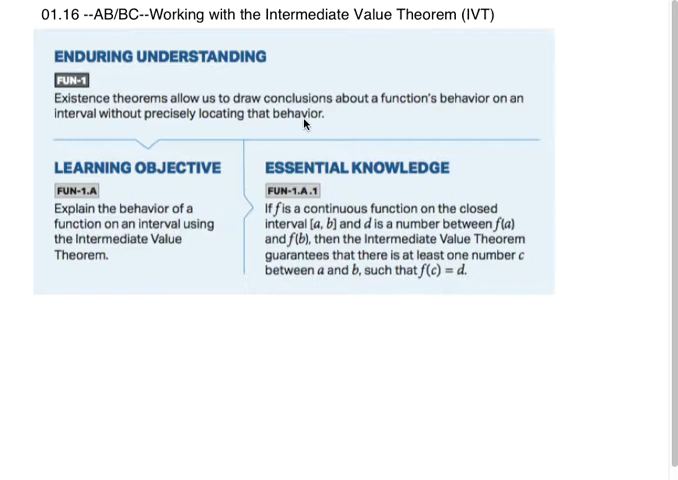 01.16 --AB/BC--Working with the Intermediate Value Theorem (IVT)
ENDURING UNDERSTANDING
FUN-1
Existence theorems allow us to draw conclusions about a function's behavior on an
interval without precisely locating that behavior.
LEARNING OBJECTIVE
FUN-1.A
Explain the behavior of a
function on an interval using
the Intermediate Value
Theorem.
ESSENTIAL KNOWLEDGE
FUN-1.A.1
If f is a continuous function on the closed
interval [a, b] and d is a number between f(a)
and f(b), then the Intermediate Value Theorem
guarantees that there is at least one number c
between a and b, such that f(c) = d.